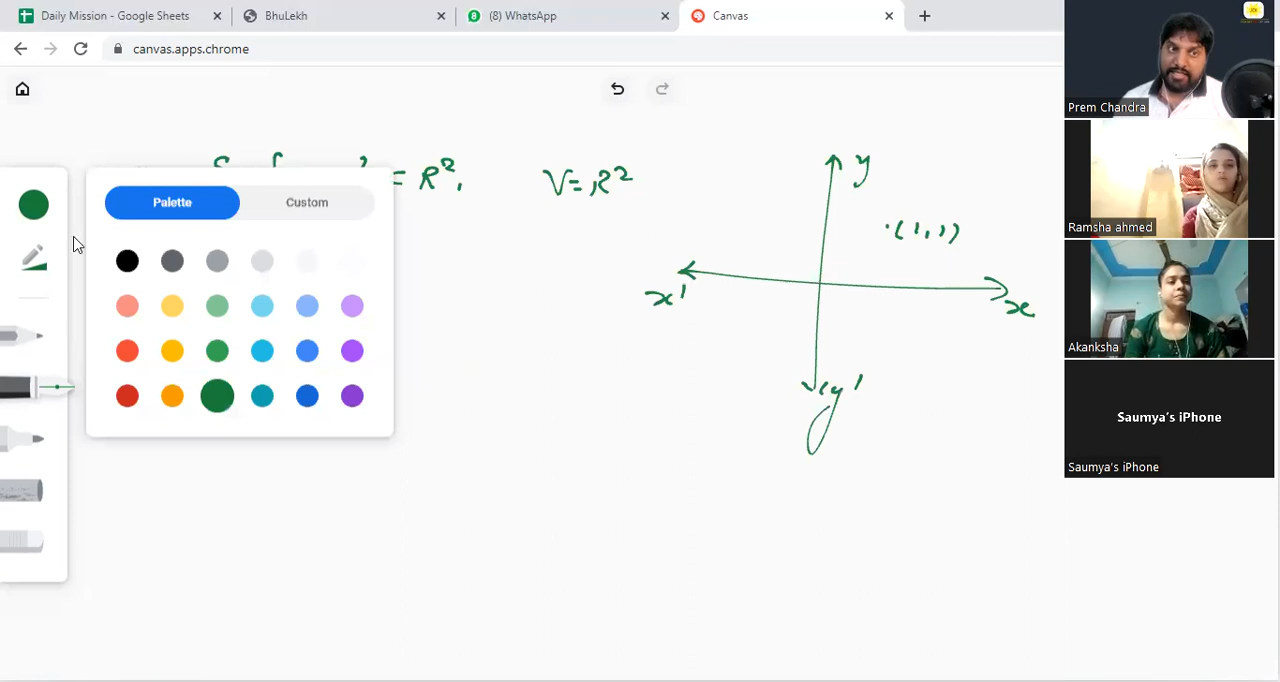 Daily Mission - Google Sheets
BhuLekh
(8) WhatsApp
Canvas
canvas.apps.chrome
Palette
Custom
= R².
V = R²
y
.(1,1)
x'
x
y'
Prem Chandra
Ramsha ahmed
Akanksha
Saumya's iPhone
Saumya's iPhone